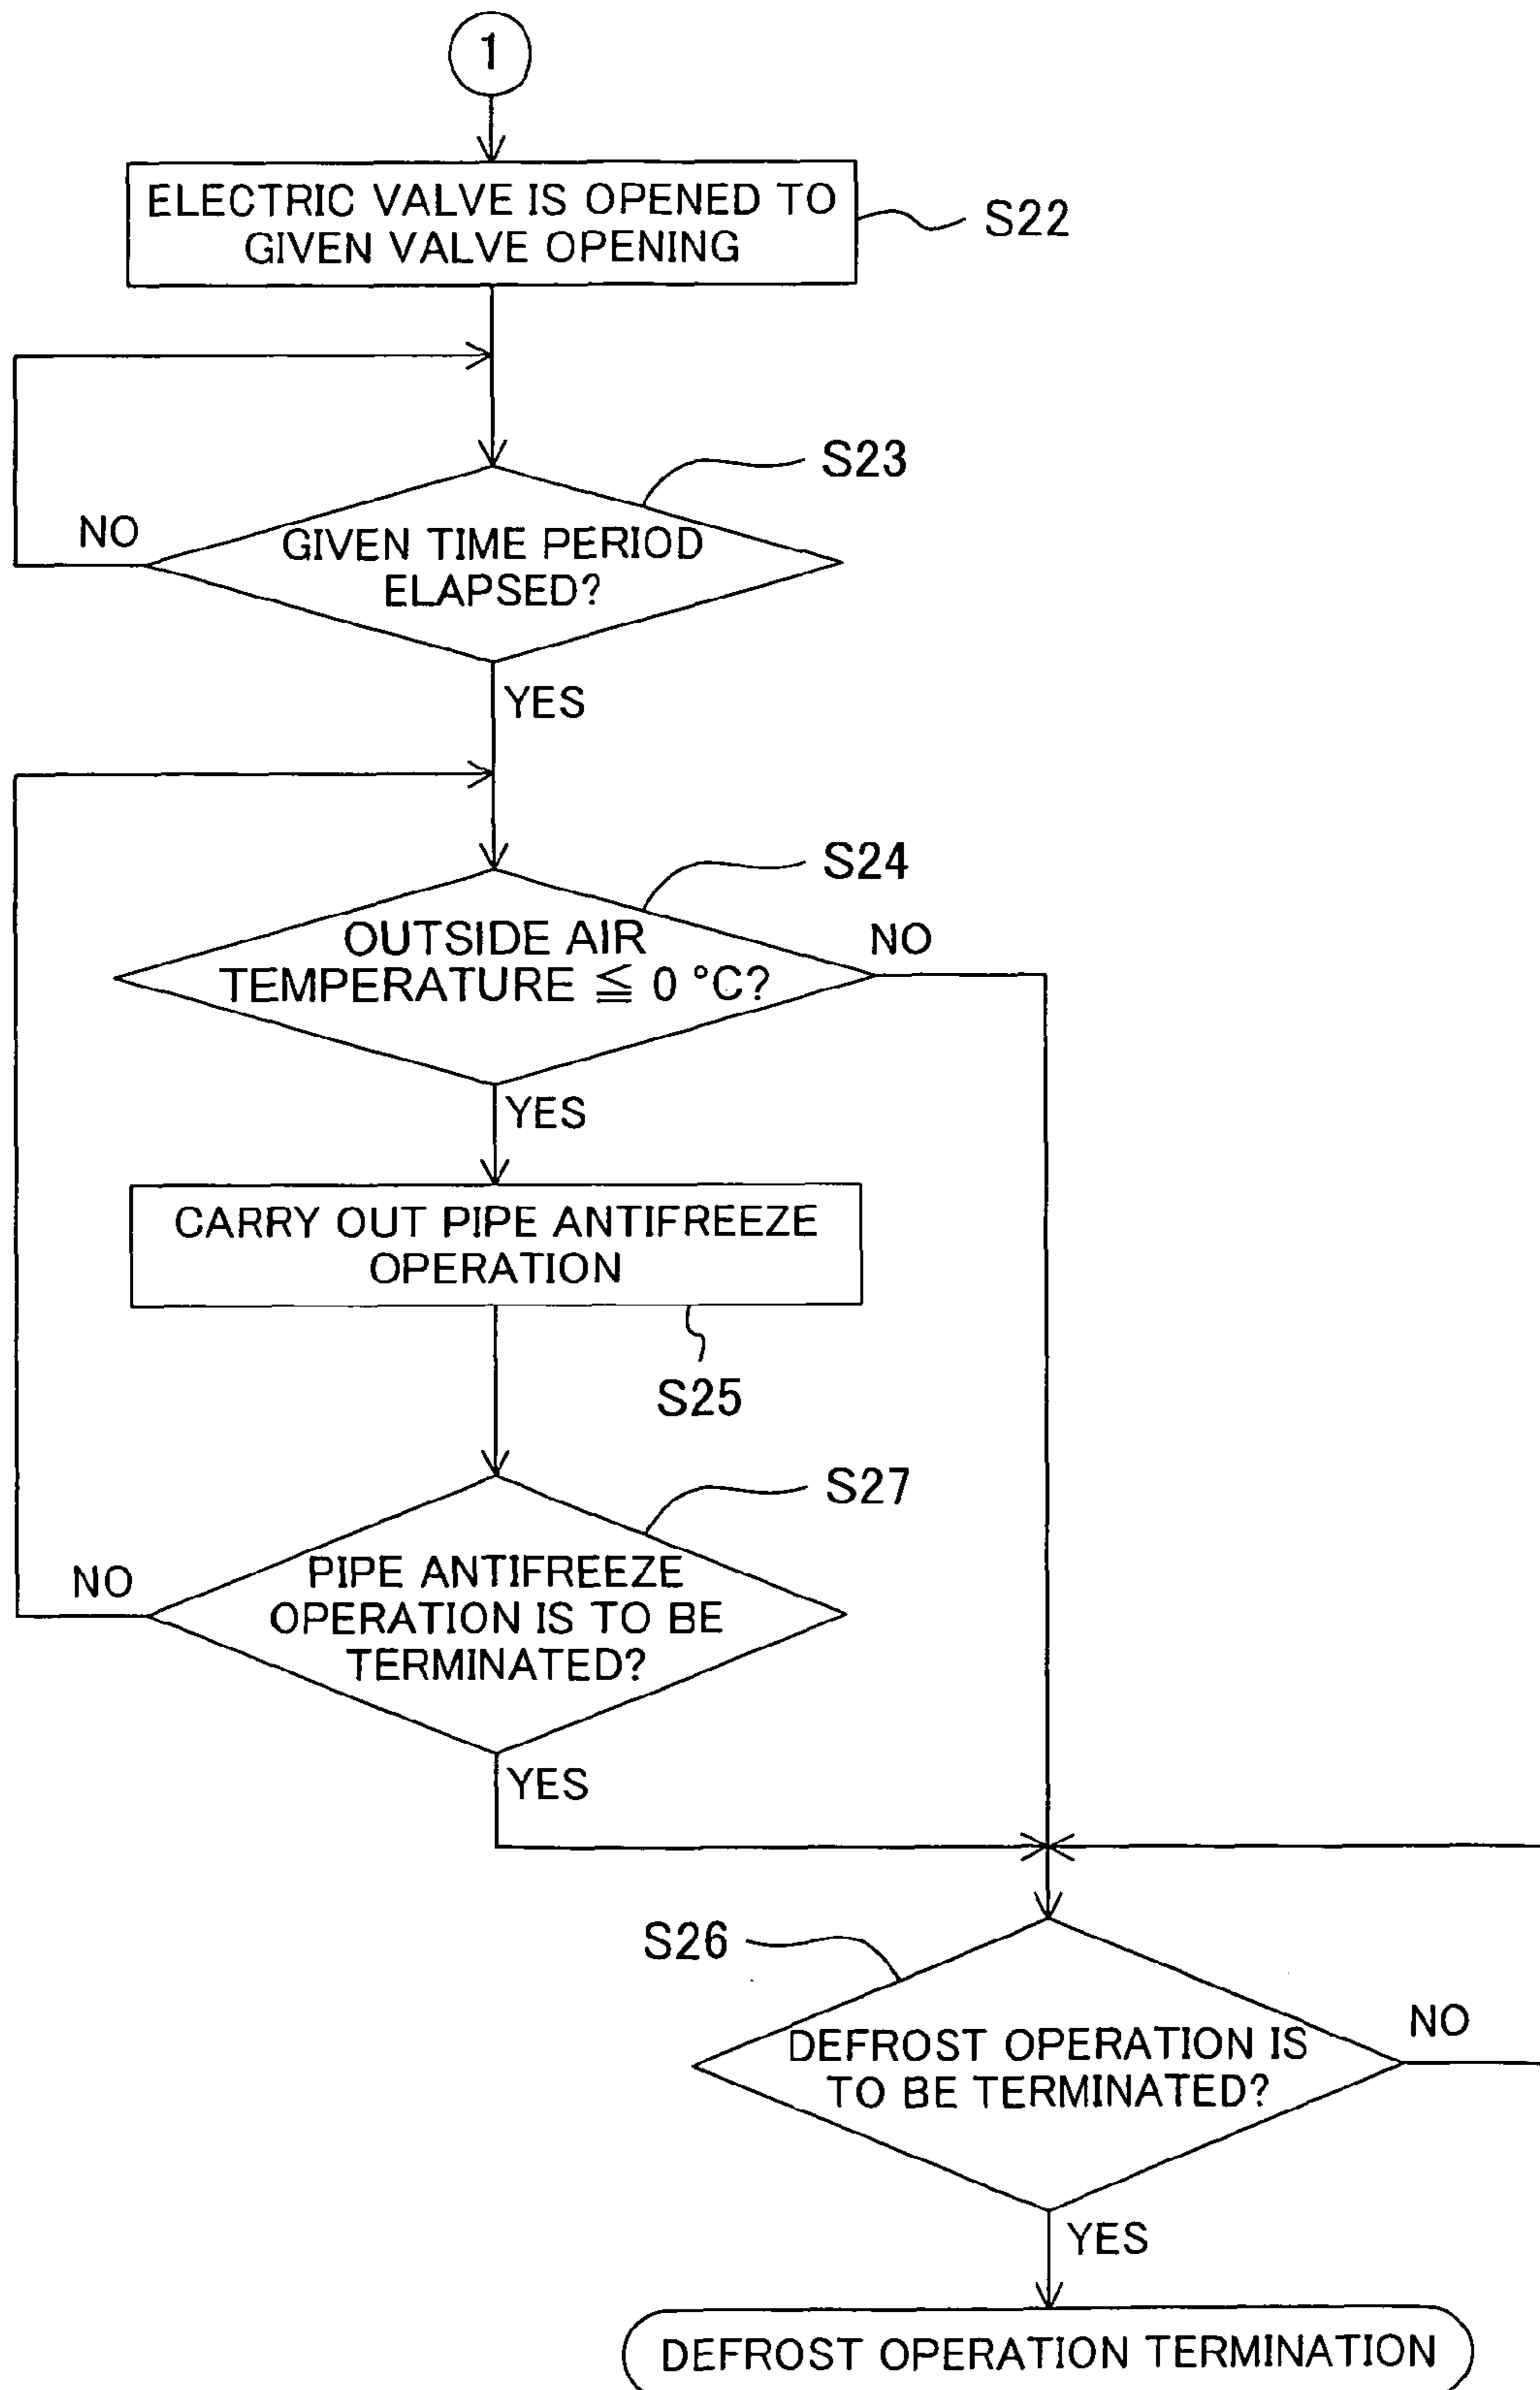 1
ELECTRIC VALVE IS OPENED TO
GIVEN VALVE OPENING
S22
S23
NO
GIVEN TIME PERIOD
ELAPSED?
YES
S24
OUTSIDE AIR
TEMPERATURE ≦ 0 °C?
NO
YES
CARRY OUT PIPE ANTIFREEZE
OPERATION
S25
S27
NO
PIPE ANTIFREEZE
OPERATION IS TO BE
TERMINATED?
YES
S26
DEFROST OPERATION IS
TO BE TERMINATED?
NO
YES
DEFROST OPERATION TERMINATION